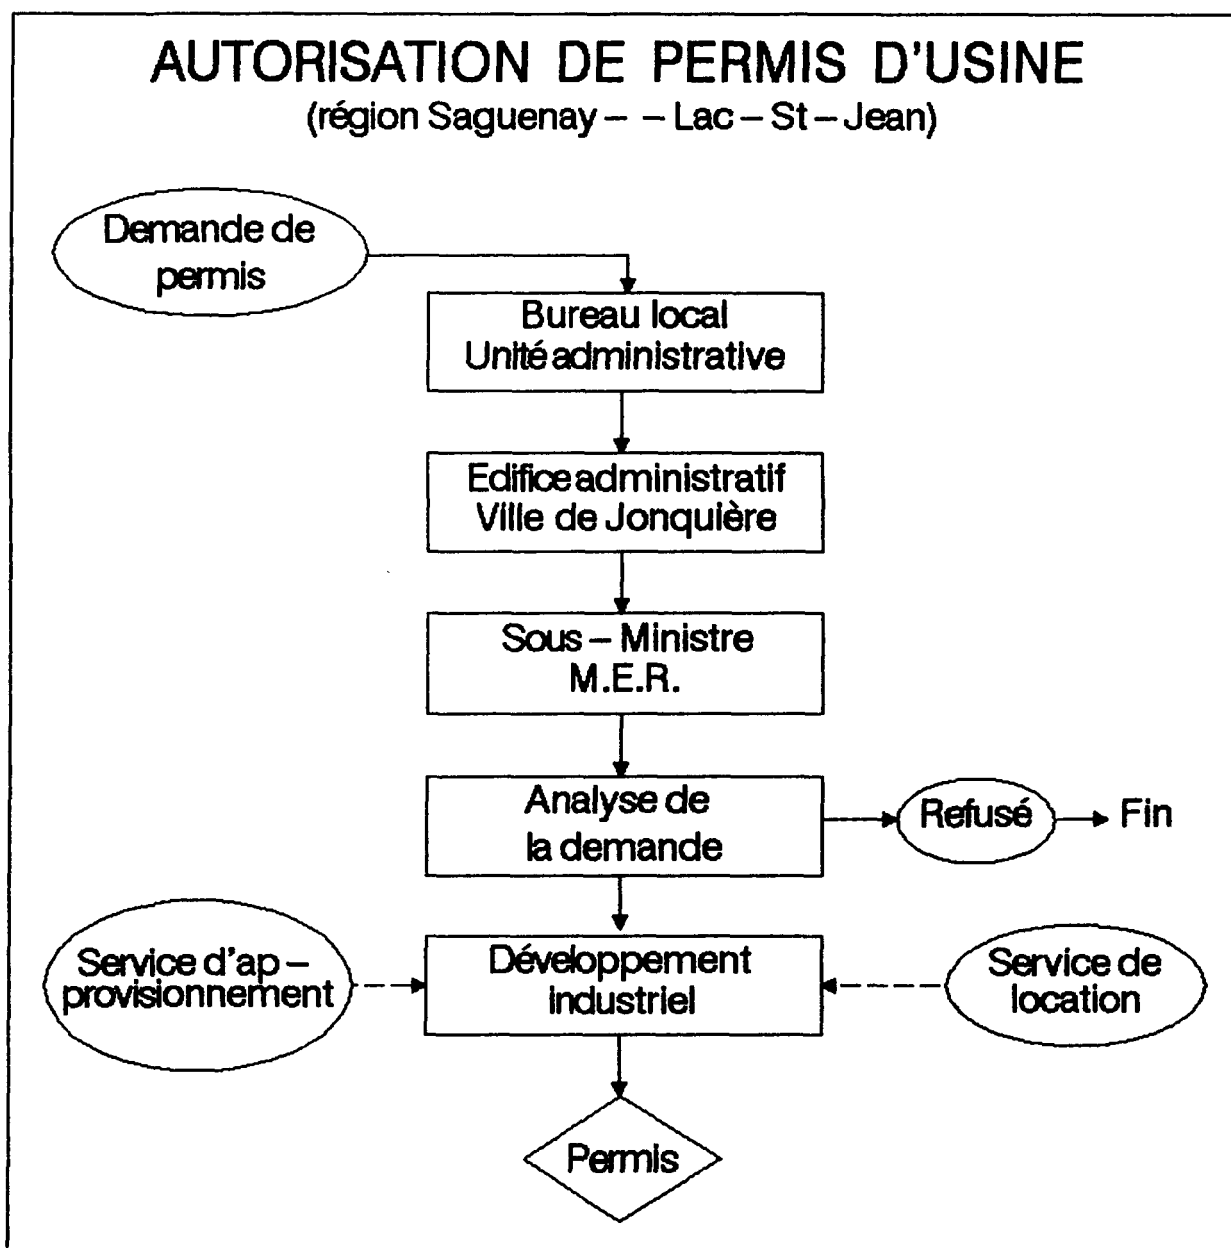 AUTORISATION DE PERMIS D'USINE
(région Saguenay – – Lac – St – Jean)
Demande de
permis
Bureau local
Unité administrative
Edifice administratif
Ville de Jonquière
Sous – Ministre
M.E.R.
Analyse de
la demande
Refusé
Fin
Service d'ap –
provisionnement
Développement
industriel
Service de
location
Permis